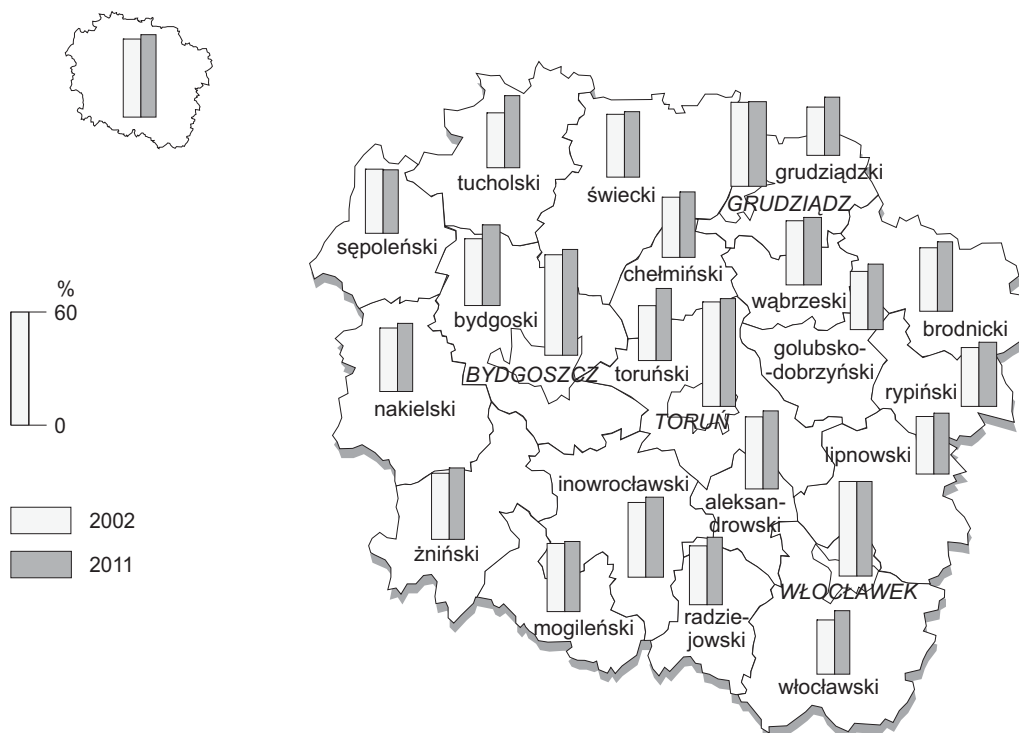 tucholski
świecki
grudziądzki
GRUDZIĄDZ
sępoleński
chełmiński
wąbrzeski
%
60
0
bydgoski
BYDGOSZCZ
toruński
TORUŃ
golubsko-
-dobrzyński
brodnicki
rypiński
nakielski
lipnowski
inowrocławski
aleksan-
drowski
2002
2011
żniński
mogileński
radzie-
jowski
WŁOCŁAWEK
włocławski